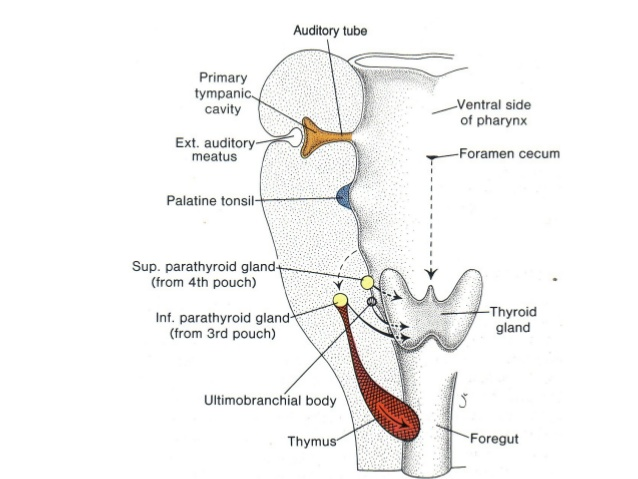 Auditory tube
Primary
tympanic
cavity
Ventral side
of pharynx
Ext. auditory
meatus
Foramen cecum
Palatine tonsil
Sup. parathyroid gland
(from 4th pouch)
Inf. parathyroid gland
(from 3rd pouch)
Thyroid
gland
Ultimobranchial body
Thymus
Foregut